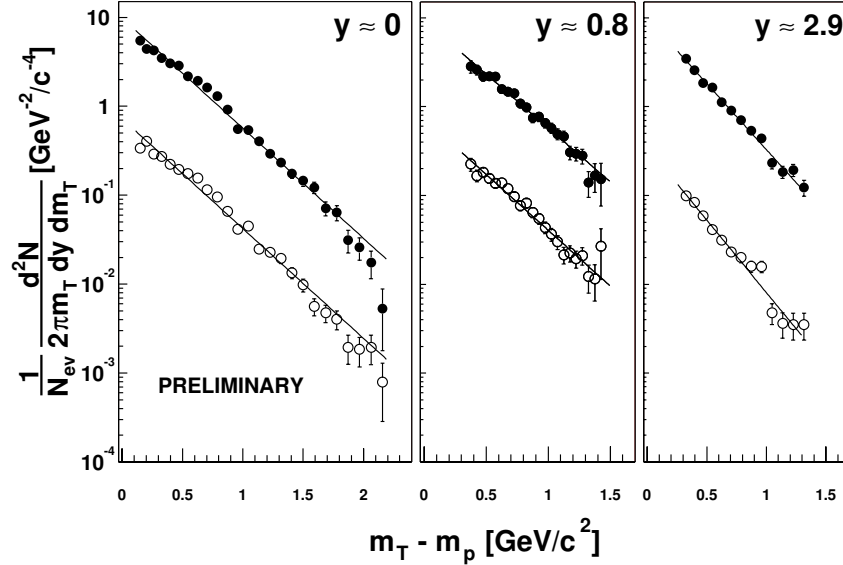 y ≈ 0
y ≈ 0.8
y ≈ 2.9
10
1
10⁻¹
10⁻²
10⁻³
10⁻⁴
1/N_ev d²N/2πm_T dy dm_T [GeV⁻²/c⁻⁴]
PRELIMINARY
0 0.5 1 1.5 2
0.5 1 1.5
0 0.5 1 1.5
m_T - m_p [GeV/c²]